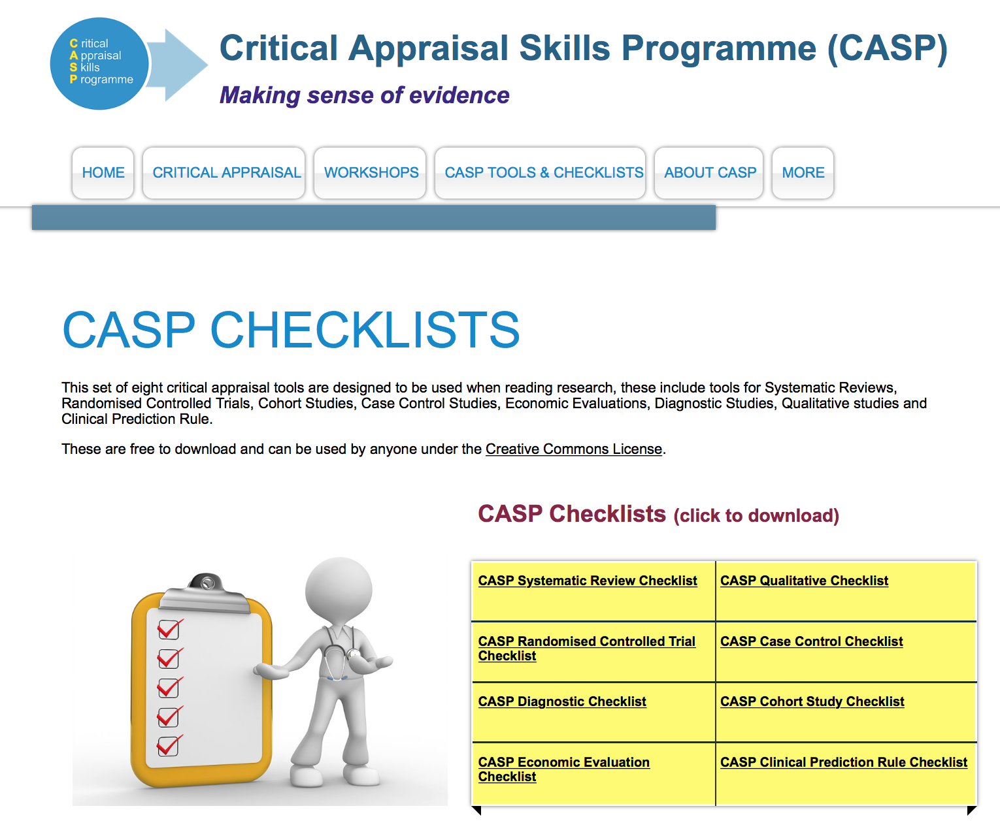 Critical
Appraisal
Skills
Programme
Critical Appraisal Skills Programme (CASP)
Making sense of evidence
HOME
CRITICAL APPRAISAL
WORKSHOPS
CASP TOOLS & CHECKLISTS
ABOUT CASP
MORE
CASP CHECKLISTS
This set of eight critical appraisal tools are designed to be used when reading research, these include tools for Systematic Reviews,
Randomised Controlled Trials, Cohort Studies, Case Control Studies, Economic Evaluations, Diagnostic Studies, Qualitative studies and
Clinical Prediction Rule.
These are free to download and can be used by anyone under the Creative Commons License.
CASP Checklists (click to download)
CASP Systematic Review Checklist
CASP Qualitative Checklist
CASP Randomised Controlled Trial
Checklist
CASP Case Control Checklist
CASP Diagnostic Checklist
CASP Cohort Study Checklist
CASP Economic Evaluation
Checklist
CASP Clinical Prediction Rule Checklist